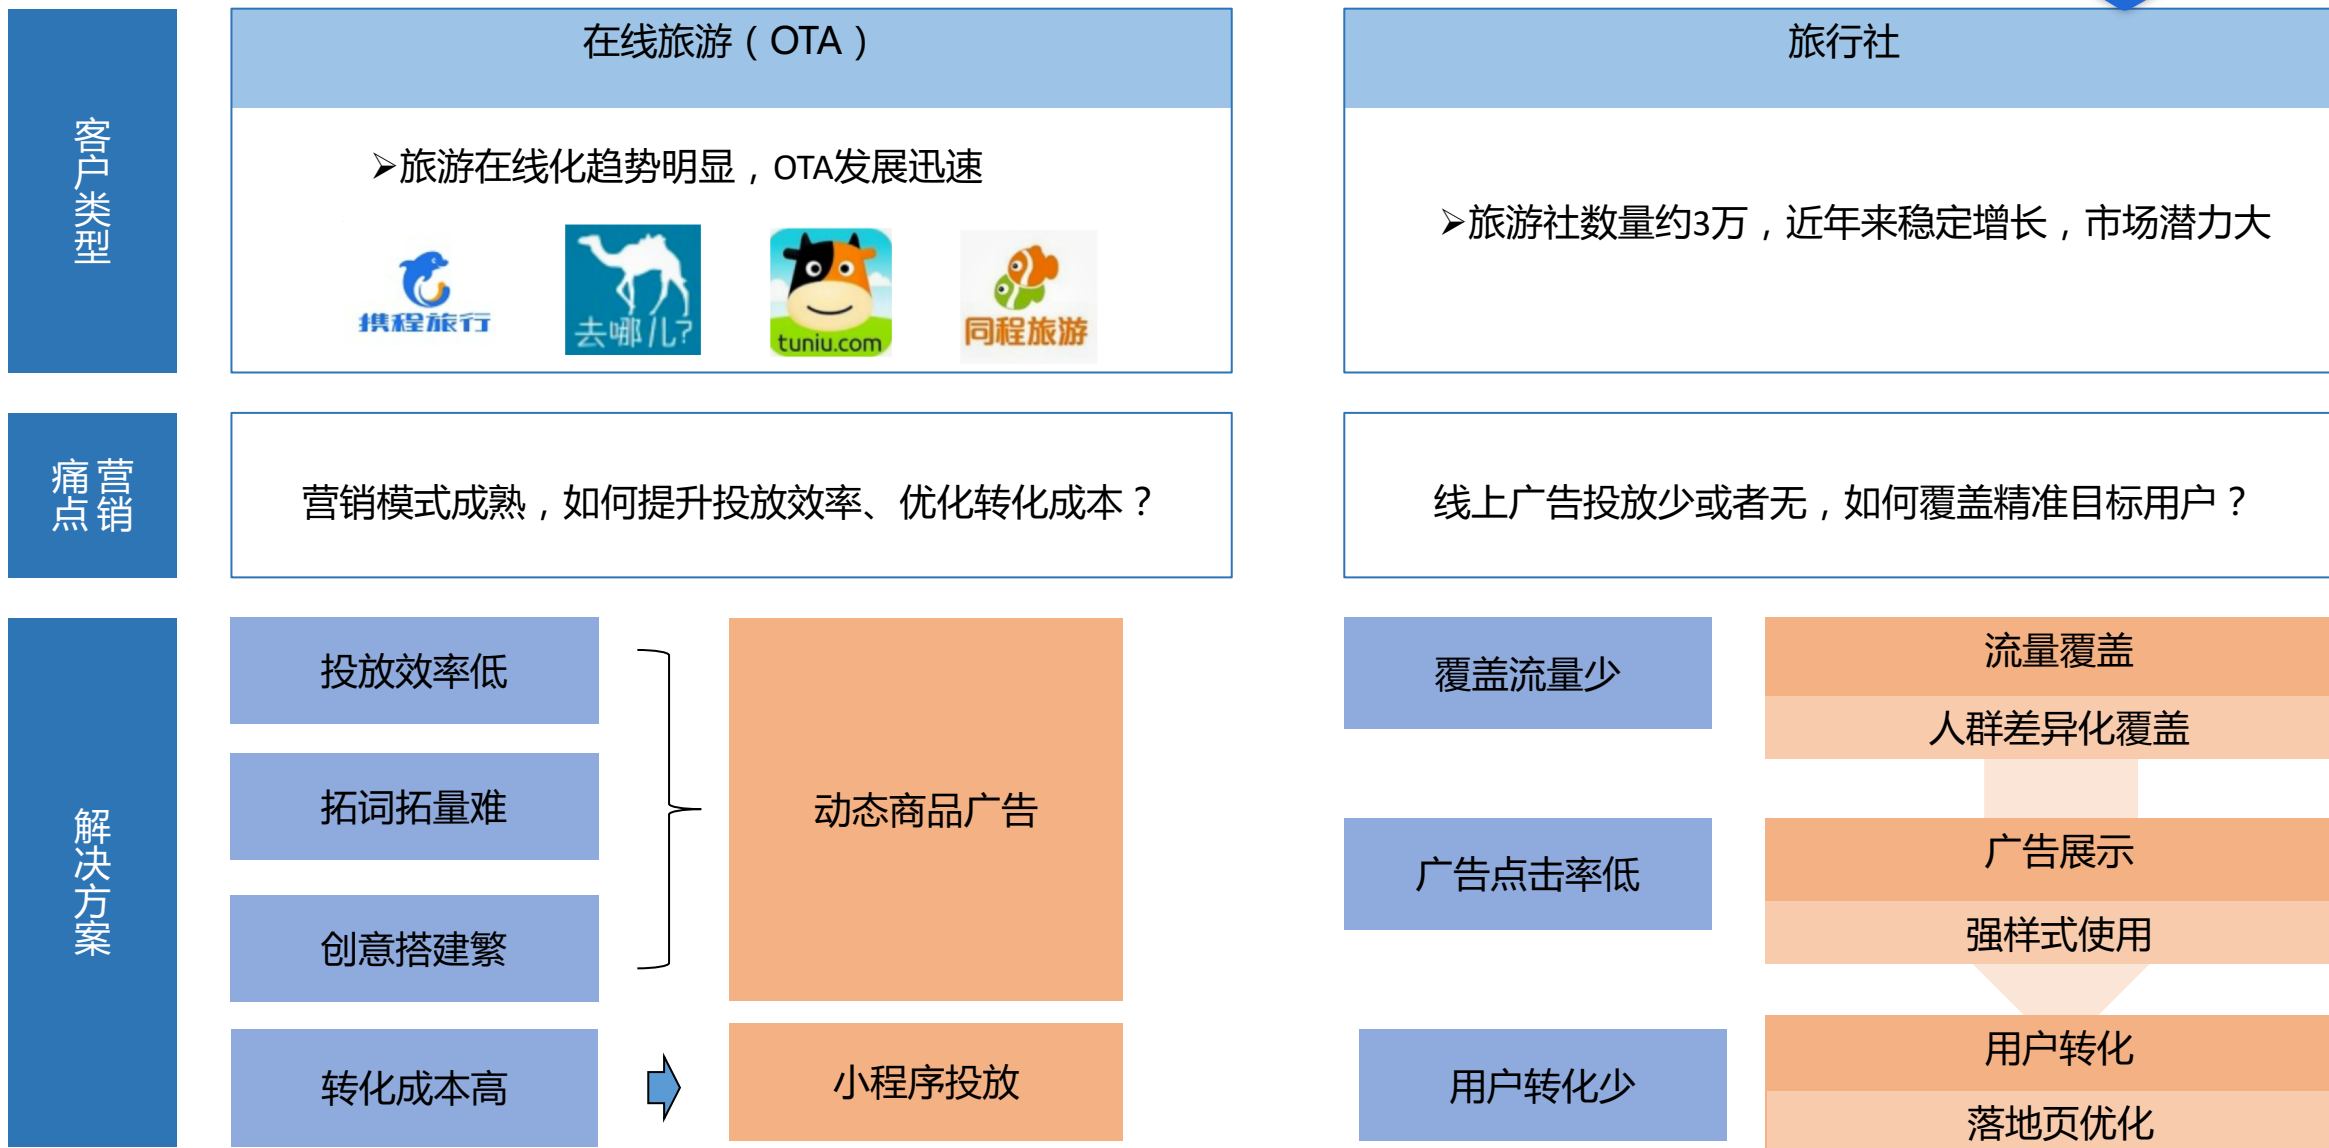 客户类型
在线旅游（OTA）
➢旅游在线化趋势明显，OTA发展迅速
携程旅行
去哪儿?
tuniu.com
同程旅游
旅行社
➢旅游社数量约3万，近年来稳定增长，市场潜力大
营销痛点
营销模式成熟，如何提升投放效率、优化转化成本？
线上广告投放少或者无，如何覆盖精准目标用户？
解决方案
投放效率低
拓词拓量难
创意搭建繁
动态商品广告
转化成本高
小程序投放
覆盖流量少
流量覆盖
人群差异化覆盖
广告点击率低
广告展示
强样式使用
用户转化少
用户转化
落地页优化